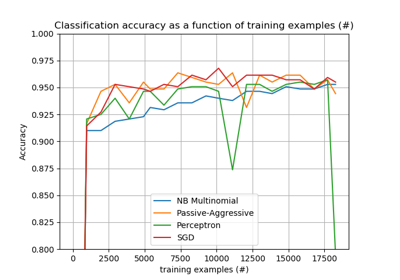 Classification accuracy as a function of training examples (#)
1.000
0.975
0.950
0.925
0.900
0.875
0.850
0.825
0.800
Accuracy
NB Multinomial
Passive-Aggressive
Perceptron
SGD
0 2500 5000 7500 10000 12500 15000 17500
training examples (#)